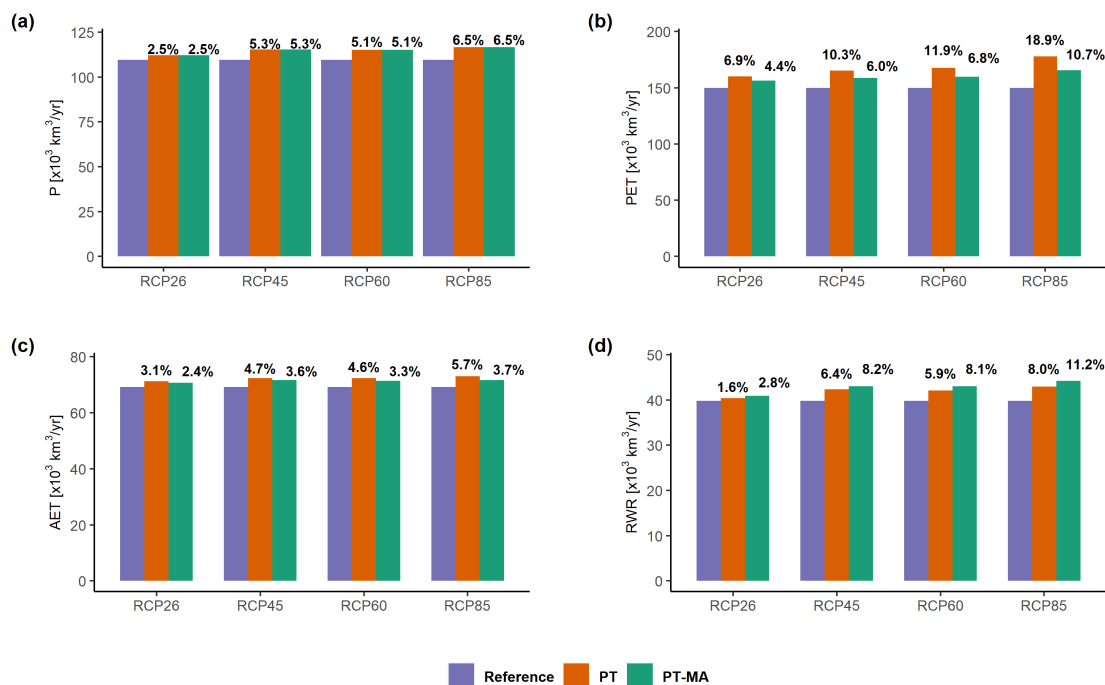 (a)
P [x10³ km³/yr]
125
100
75
50
25
0
2.5% 2.5% 5.3% 5.3% 5.1% 5.1% 6.5% 6.5%
RCP26 RCP45 RCP60 RCP85
(b)
PET [x10³ km³/yr]
200
150
100
50
0
6.9% 4.4% 10.3% 6.0% 11.9% 6.8% 18.9% 10.7%
RCP26 RCP45 RCP60 RCP85
(c)
AET [x10³ km³/yr]
80
60
40
20
0
3.1% 2.4% 4.7% 3.6% 4.6% 3.3% 5.7% 3.7%
RCP26 RCP45 RCP60 RCP85
(d)
RWR [x10³ km³/yr]
50
40
30
20
10
0
1.6% 2.8% 6.4% 8.2% 5.9% 8.1% 8.0% 11.2%
RCP26 RCP45 RCP60 RCP85
Reference PT PT-MA